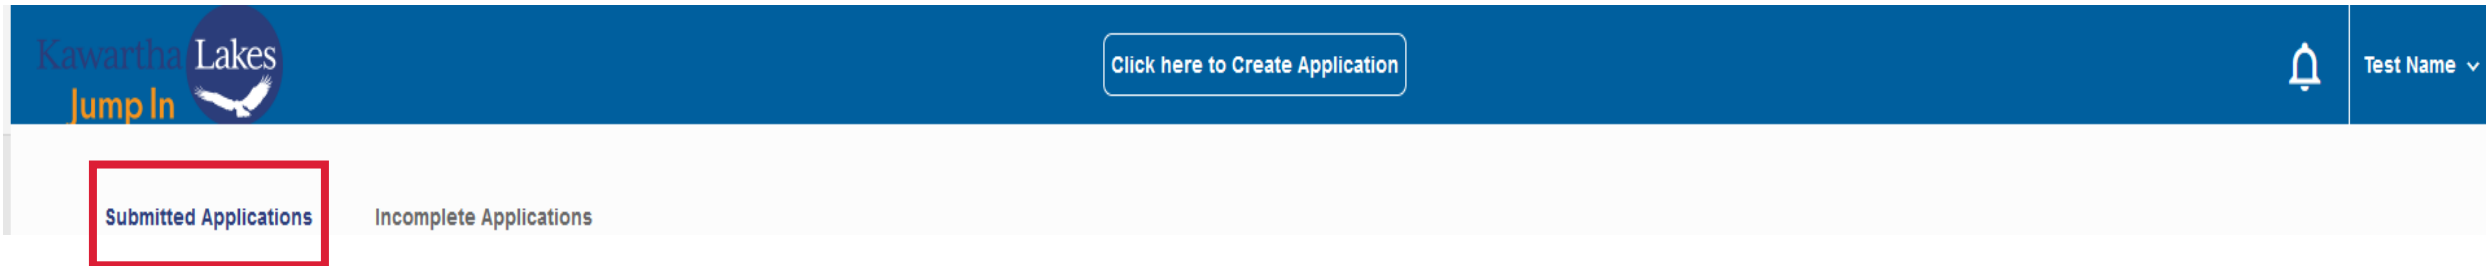 Kawartha Lakes
Jump In
Click here to Create Application
Test Name
Submitted Applications
Incomplete Applications